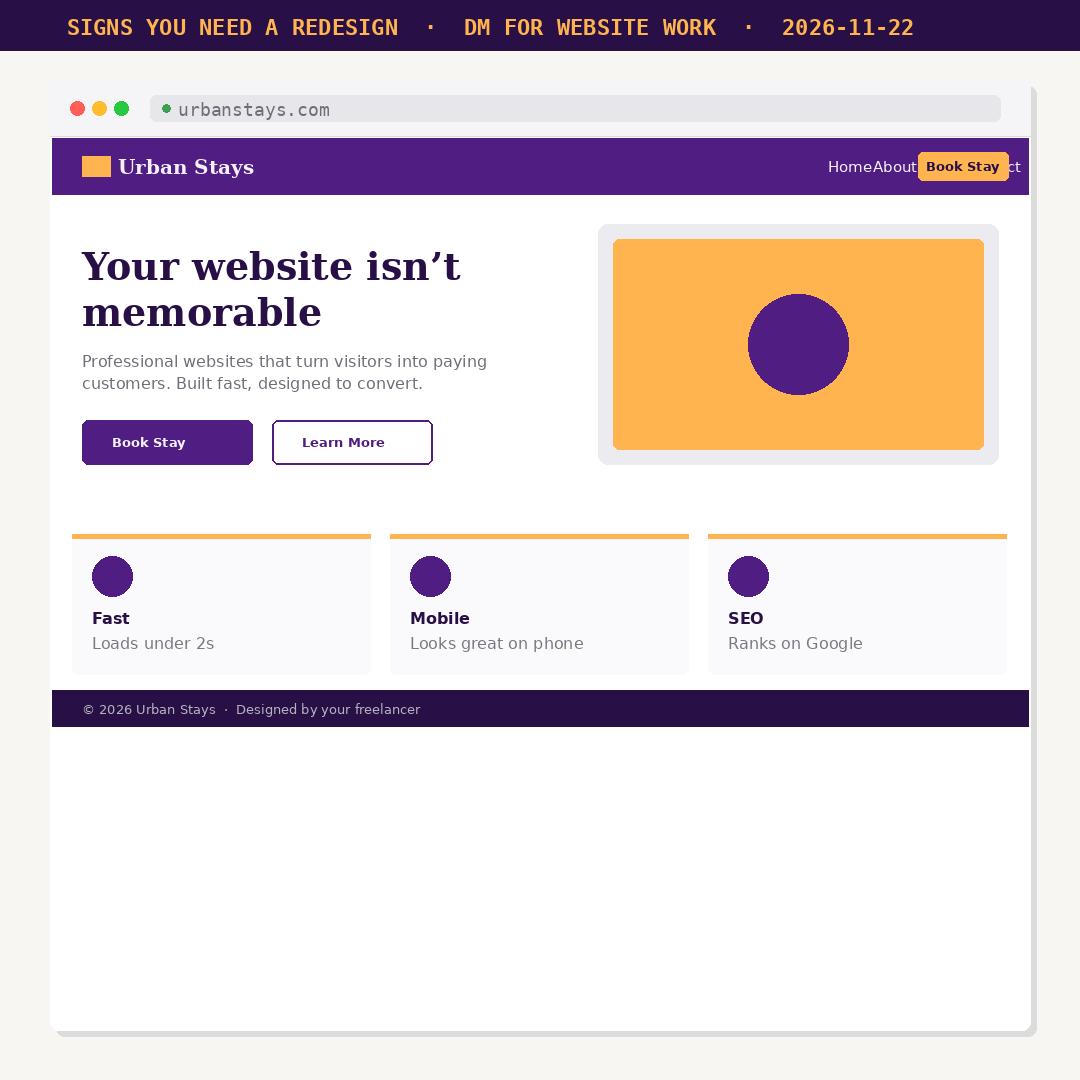 SIGNS YOU NEED A REDESIGN · DM FOR WEBSITE WORK · 2026-11-22
urbanstays.com
Urban Stays
Home About Book Stay ct
Your website isn’t
memorable
Professional websites that turn visitors into paying
customers. Built fast, designed to convert.
Book Stay Learn More
Fast Mobile SEO
Loads under 2s Looks great on phone Ranks on Google
© 2026 Urban Stays · Designed by your freelancer